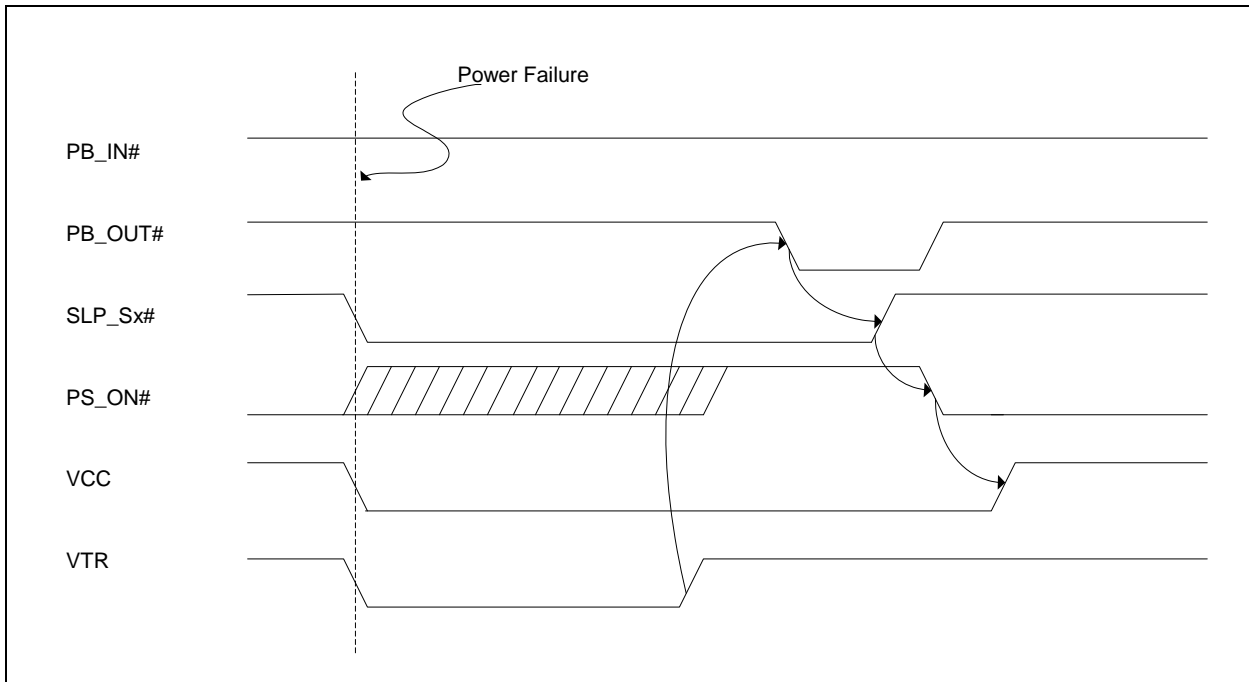 Power Failure
PB_IN#
PB_OUT#
SLP_Sx#
PS_ON#
VCC
VTR